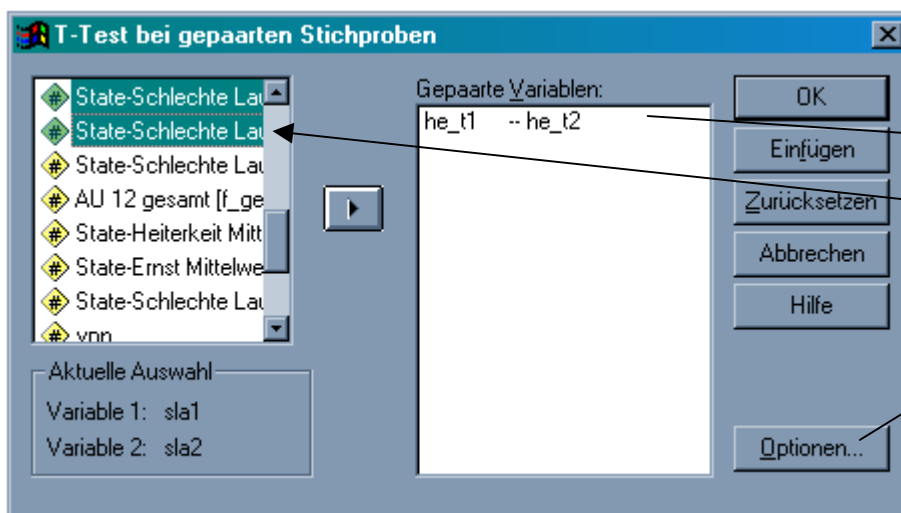 T-Test bei gepaarten Stichproben
State-Schlechte Lau
State-Schlechte Lau
State-Schlechte Lau
AU 12 gesamt [f_ge
State-Heiterkeit Mitt
State-Ernst Mittelwe
State-Schlechte Lau
vpn
Aktuelle Auswahl
Variable 1: sla1
Variable 2: sla2
Gepaarte Variablen:
he_t1 -- he_t2
OK
Einfügen
Zurücksetzen
Abbrechen
Hilfe
Optionen...